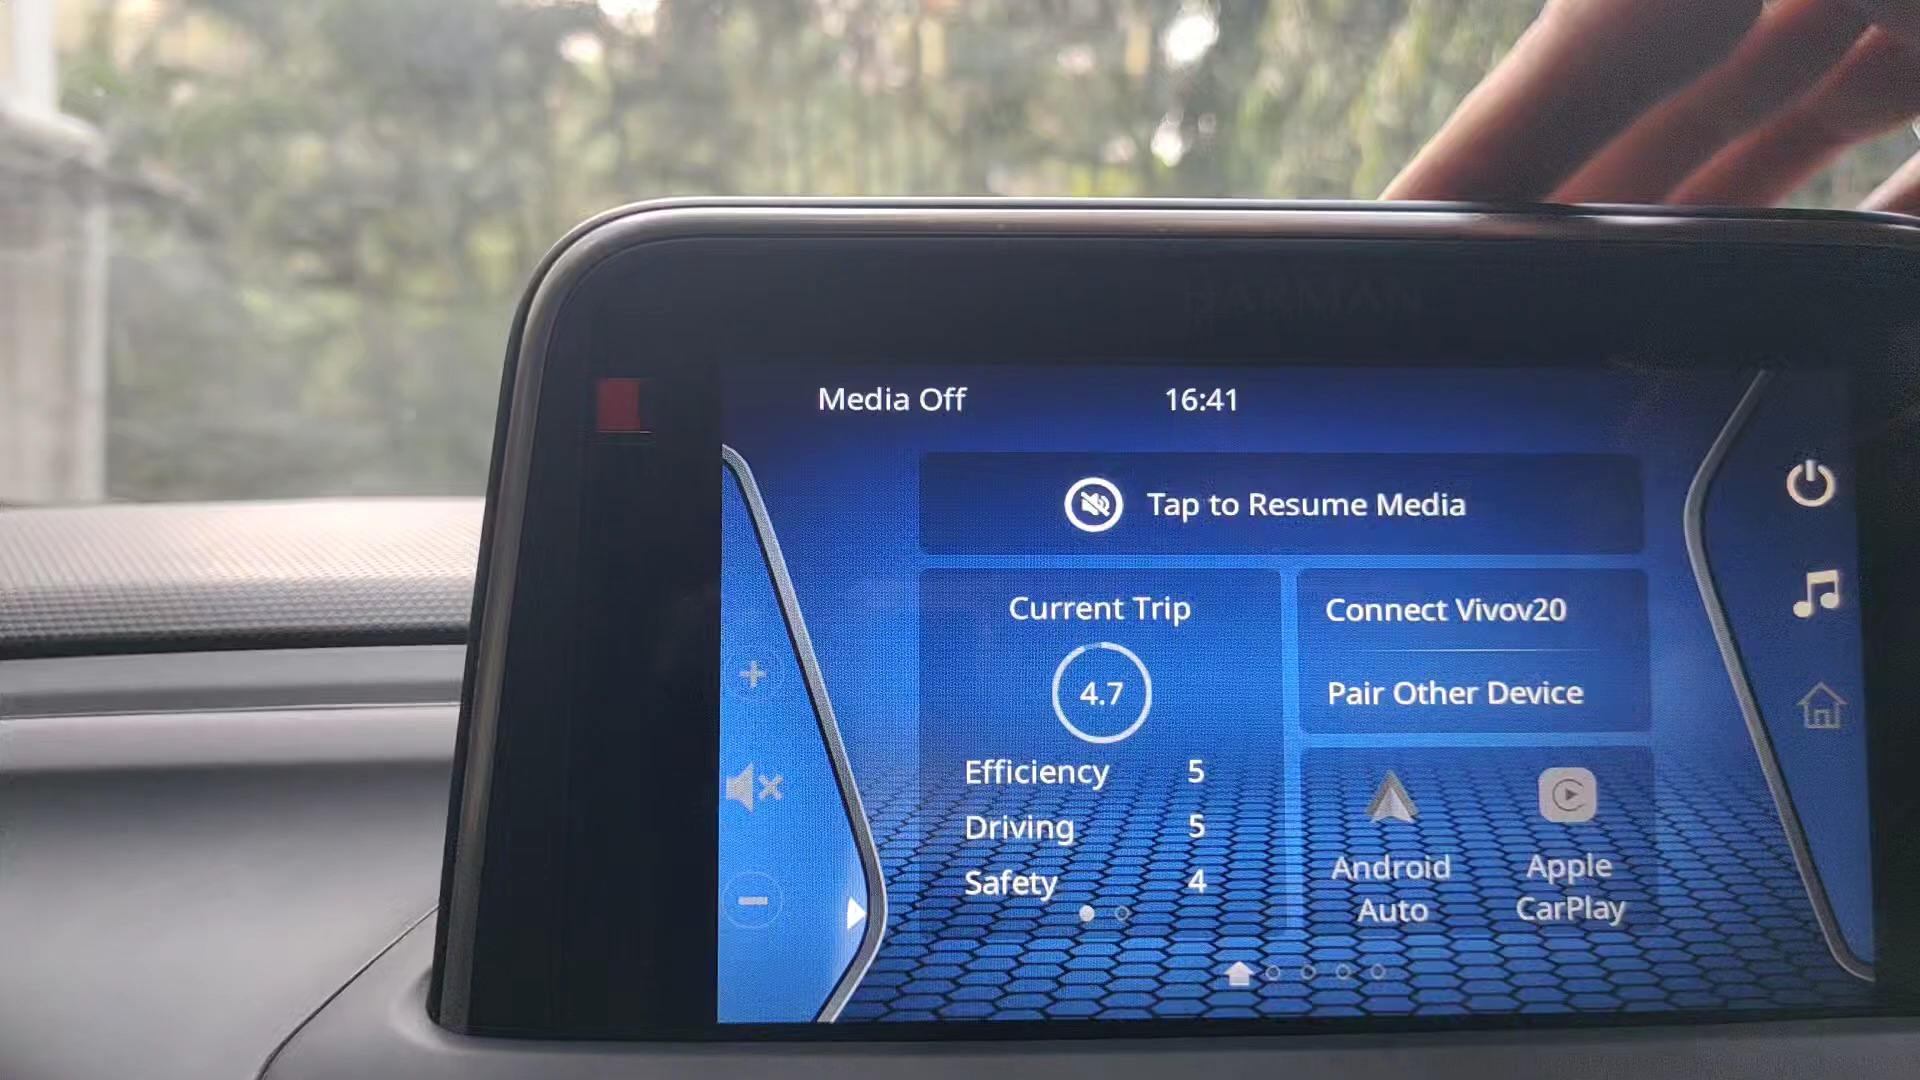 HARMAN
Media Off
16:41
Tap to Resume Media
Current Trip
4.7
Efficiency 5
Driving 5
Safety 4
Connect Vivov20
Pair Other Device
Android
Auto
Apple
CarPlay